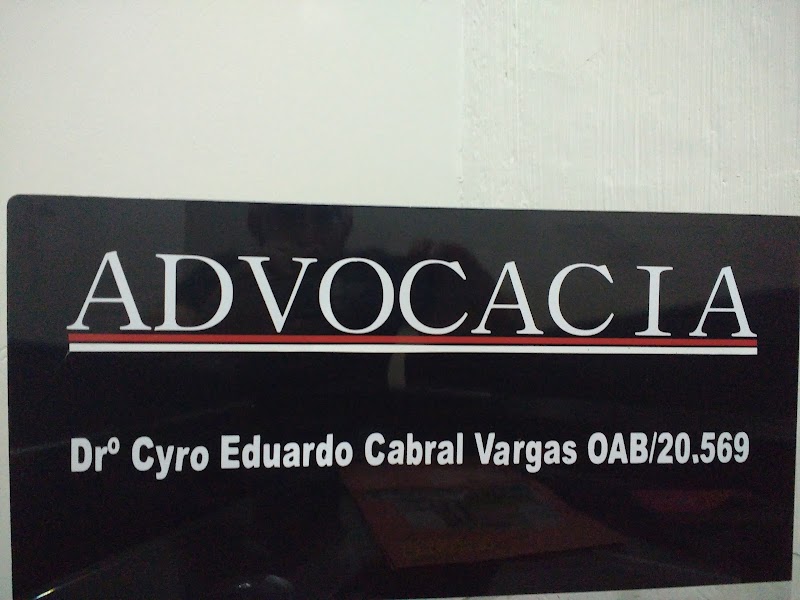 ADVOCACIA
Drº Cyro Eduardo Cabral Vargas OAB/20.569